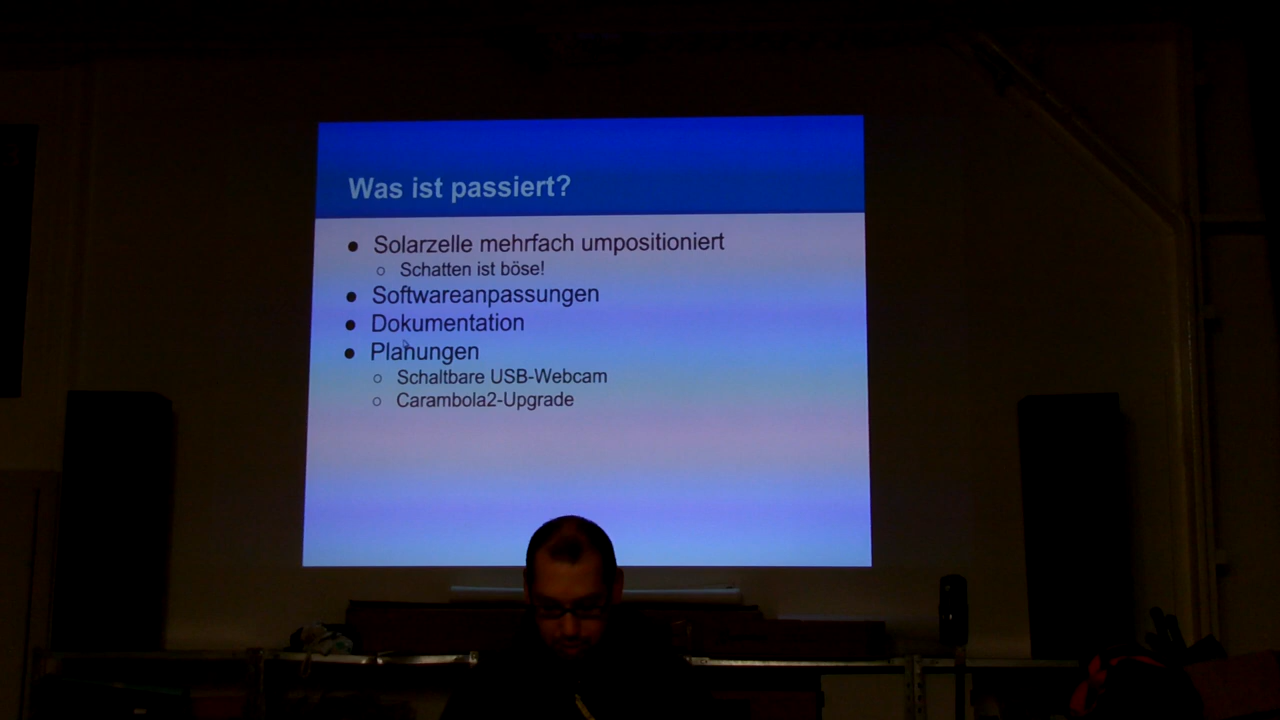 Was ist passiert?
● Solarzelle mehrfach umpositioniert
○ Schatten ist böse!
● Softwareanpassungen
● Dokumentation
● Planungen
○ Schaltbare USB-Webcam
○ Carambola2-Upgrade